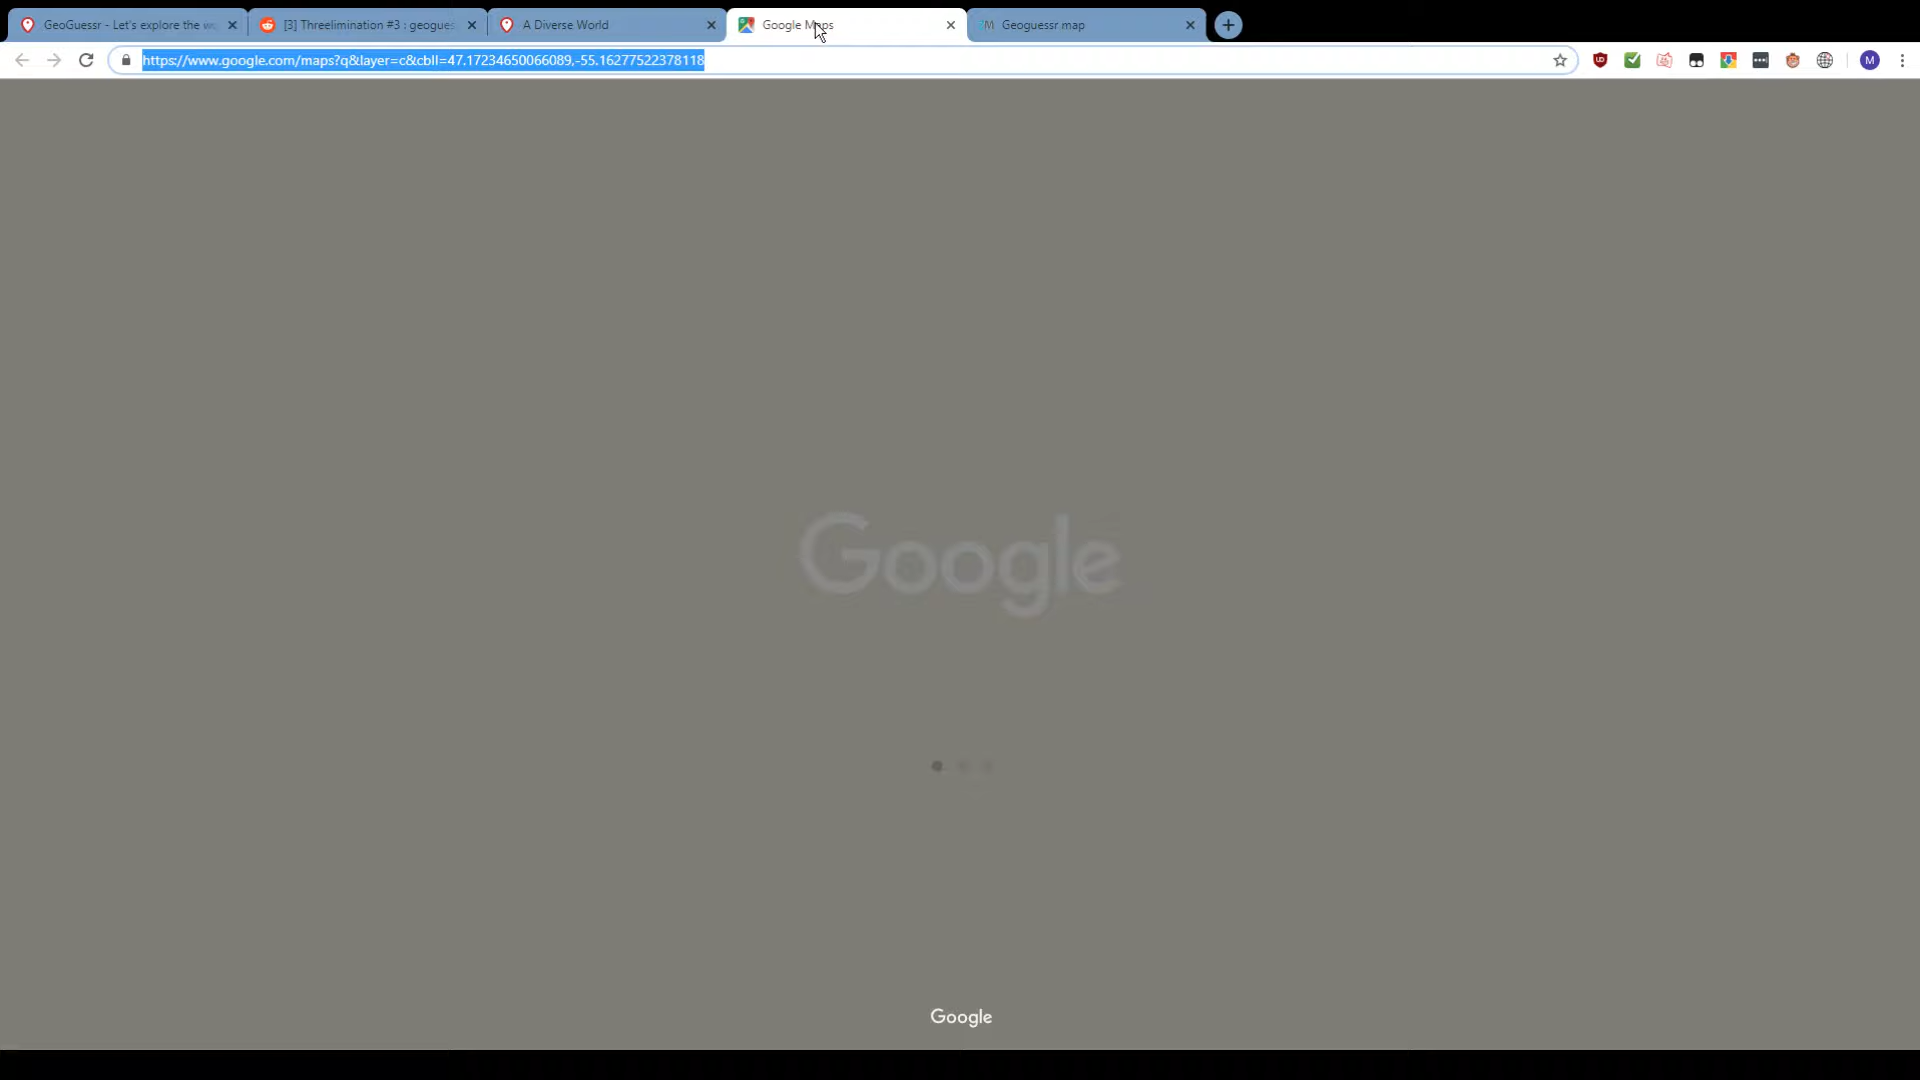 GeoGuessr - Let's explore the wo
[3] Threelimination #3 : geogues
A Diverse World
Google Maps
Geoguessr map
https://www.google.com/maps?q&layer=c&cbll=47.17234650066089,-55.16277522378118
M
Google
Google